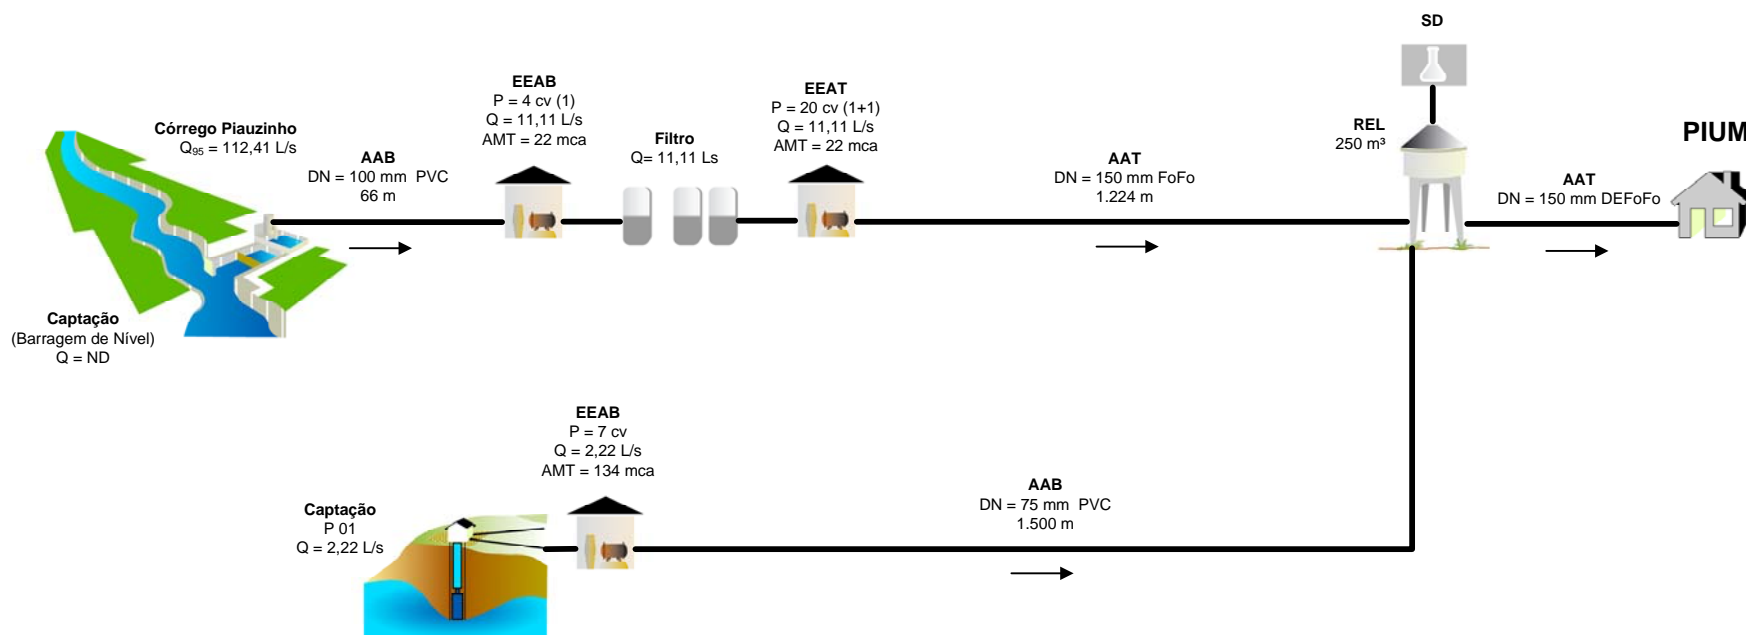 SD
EEAB
P = 4 cv (1)
Q = 11,11 L/s
AMT = 22 mca
EEAT
P = 20 cv (1+1)
Q = 11,11 L/s
AMT = 22 mca
Córrego Piauzinho
Q₉₅ = 112,41 L/s
Filtro
Q= 11,11 Ls
REL
250 m³
PIUM
AAB
DN = 100 mm PVC
66 m
AAT
DN = 150 mm FoFo
1.224 m
AAT
DN = 150 mm DEFoFo
Captação
(Barragem de Nível)
Q = ND
EEAB
P = 7 cv
Q = 2,22 L/s
AMT = 134 mca
Captação
P 01
Q = 2,22 L/s
AAB
DN = 75 mm PVC
1.500 m